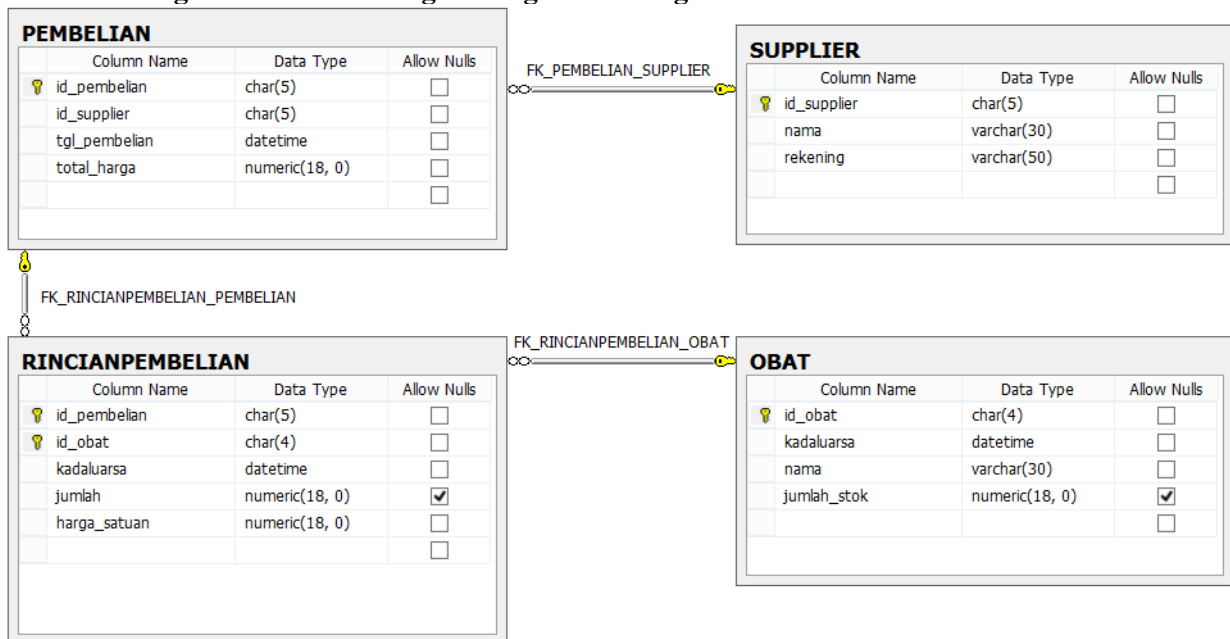 PEMBELIAN
Column Name Data Type Allow Nulls
id_pembelian char(5)
id_supplier char(5)
tgl_pembelian datetime
total_harga numeric(18, 0)
FK_PEMBELIAN_SUPPLIER
SUPPLIER
Column Name Data Type Allow Nulls
id_supplier char(5)
nama varchar(30)
rekening varchar(50)
FK_RINCIANPEMBELIAN_PEMBELIAN
RINCIANPEMBELIAN
Column Name Data Type Allow Nulls
id_pembelian char(5)
id_obat char(4)
kadaluarsa datetime
jumlah numeric(18, 0)
harga_satuan numeric(18, 0)
FK_RINCIANPEMBELIAN_OBAT
OBAT
Column Name Data Type Allow Nulls
id_obat char(4)
kadaluarsa datetime
nama varchar(30)
jumlah_stok numeric(18, 0)